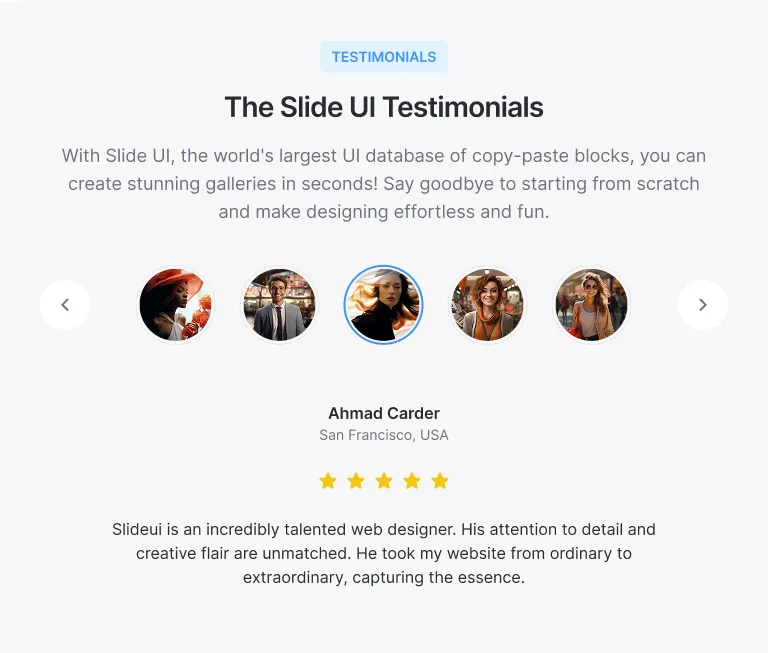 TESTIMONIALS
The Slide UI Testimonials
With Slide UI, the world's largest UI database of copy-paste blocks, you can
create stunning galleries in seconds! Say goodbye to starting from scratch
and make designing effortless and fun.
Ahmad Carder
San Francisco, USA
Slideui is an incredibly talented web designer. His attention to detail and
creative flair are unmatched. He took my website from ordinary to
extraordinary, capturing the essence.